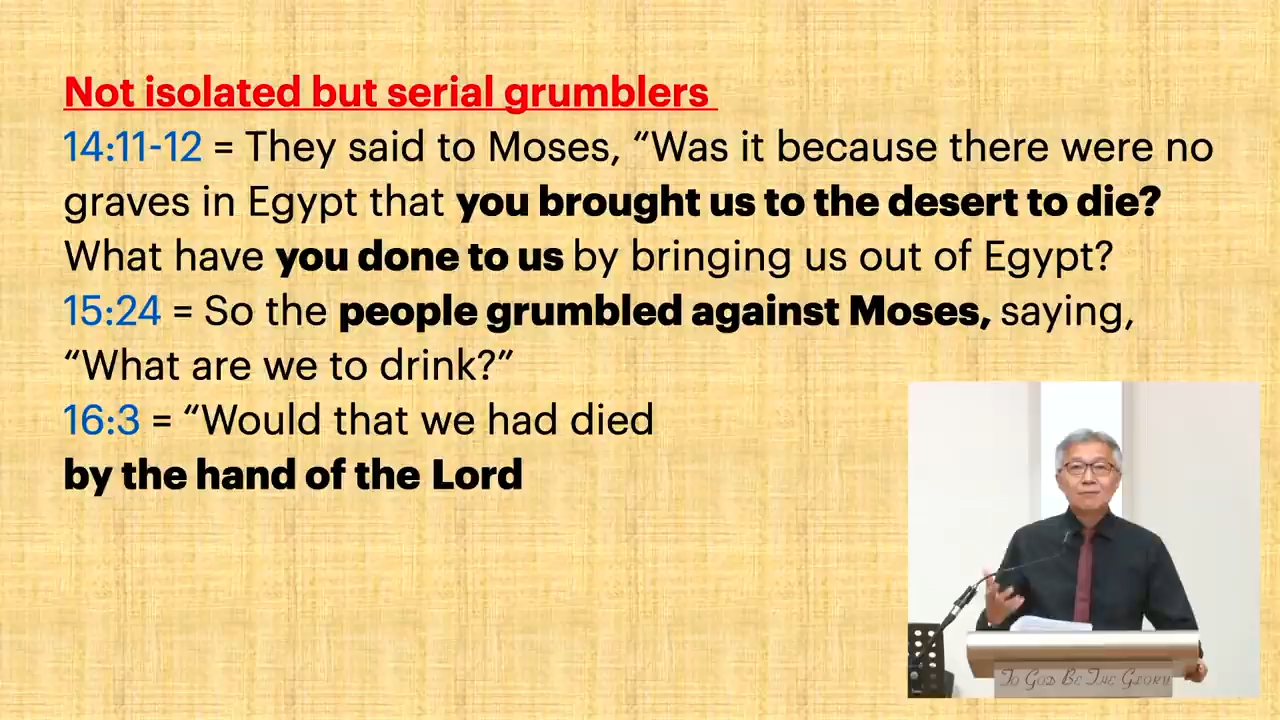 Not isolated but serial grumblers
14:11-12 = They said to Moses, “Was it because there were no
graves in Egypt that you brought us to the desert to die?
What have you done to us by bringing us out of Egypt?
15:24 = So the people grumbled against Moses, saying,
“What are we to drink?”
16:3 = “Would that we had died
by the hand of the Lord
To God Be The Glory